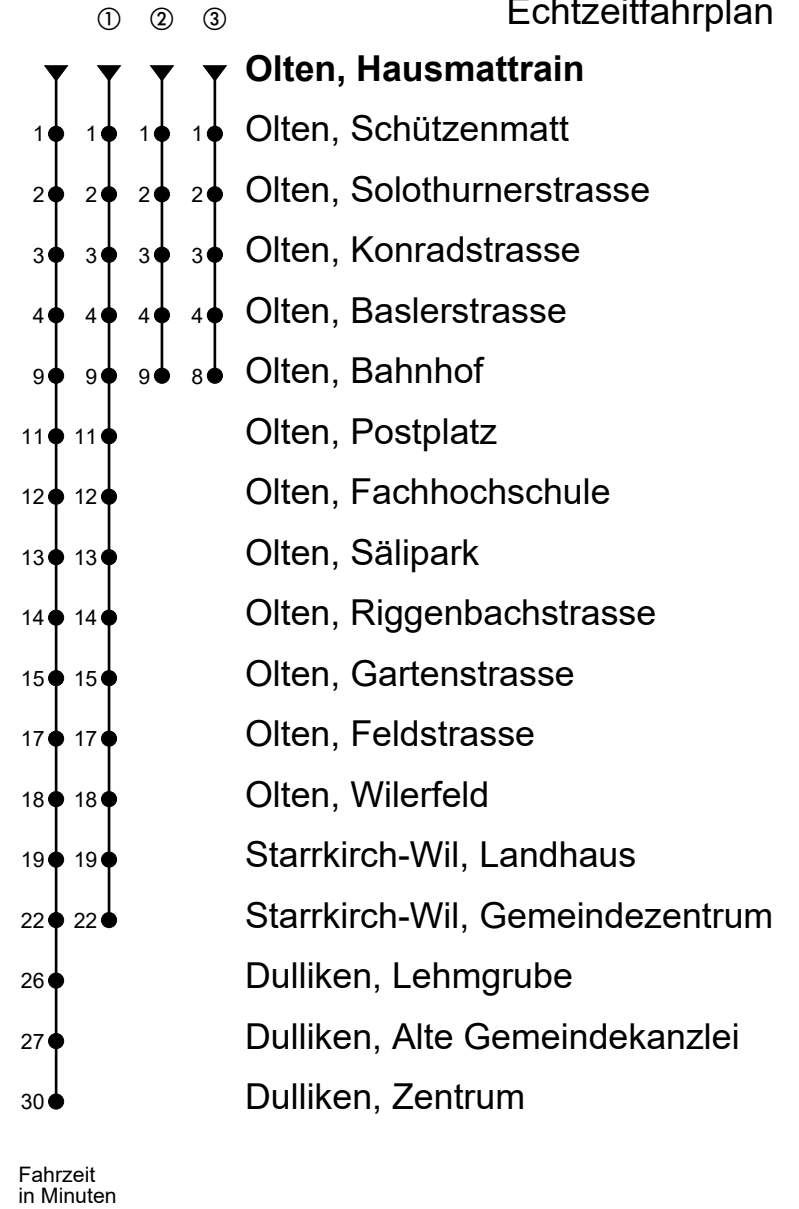 Echtzeitfahrplan
① ② ③
Olten, Hausmattrain
1 1 1 1 Olten, Schützenmatt
2 2 2 2 Olten, Solothurnerstrasse
3 3 3 3 Olten, Konradstrasse
4 4 4 4 Olten, Baslerstrasse
9 9 9 8 Olten, Bahnhof
11 11 Olten, Postplatz
12 12 Olten, Fachhochschule
13 13 Olten, Sälipark
14 14 Olten, Riggenbachstrasse
15 15 Olten, Gartenstrasse
17 17 Olten, Feldstrasse
18 18 Olten, Wilerfeld
19 19 Starrkirch-Wil, Landhaus
22 22 Starrkirch-Wil, Gemeindezentrum
26 Dulliken, Lehmgrube
27 Dulliken, Alte Gemeindekanzlei
30 Dulliken, Zentrum
Fahrzeit
in Minuten